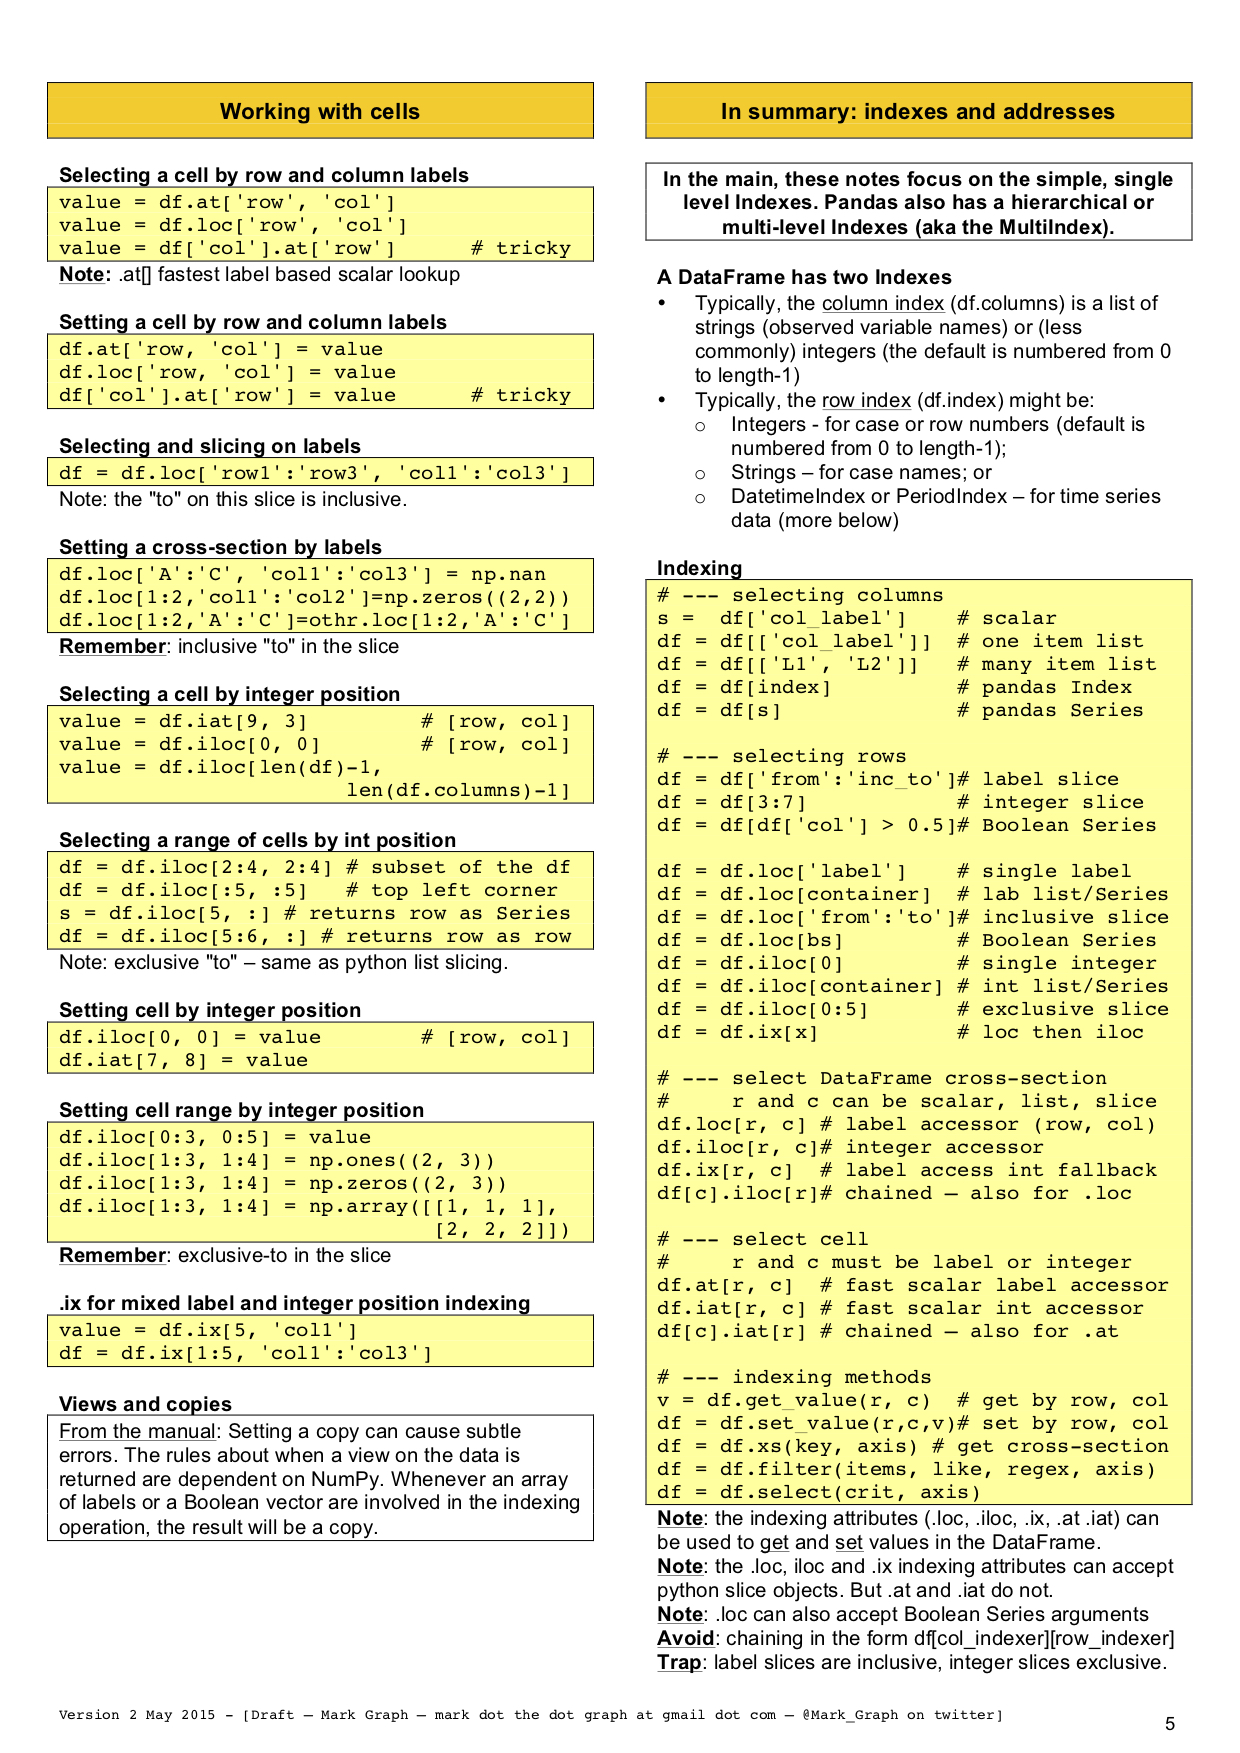 Working with cells
Selecting a cell by row and column labels
value = df.at['row', 'col']
value = df.loc['row', 'col']
value = df['col'].at['row']      # tricky
Note: .at[] fastest label based scalar lookup
Setting a cell by row and column labels
df.at['row, 'col'] = value
df.loc['row, 'col'] = value
df['col'].at['row'] = value      # tricky
Selecting and slicing on labels
df = df.loc['row1':'row3', 'col1':'col3']
Note: the "to" on this slice is inclusive.
Setting a cross-section by labels
df.loc['A':'C', 'col1':'col3'] = np.nan
df.loc[1:2,'col1':'col2']=np.zeros((2,2))
df.loc[1:2,'A':'C']=othr.loc[1:2,'A':'C']
Remember: inclusive "to" in the slice
Selecting a cell by integer position
value = df.iat[9, 3]         # [row, col]
value = df.iloc[0, 0]        # [row, col]
value = df.iloc[len(df)-1,
                       len(df.columns)-1]
Selecting a range of cells by int position
df = df.iloc[2:4, 2:4] # subset of the df
df = df.iloc[:5, :5]   # top left corner
s = df.iloc[5, :] # returns row as Series
df = df.iloc[5:6, :] # returns row as row
Note: exclusive "to" – same as python list slicing.
Setting cell by integer position
df.iloc[0, 0] = value        # [row, col]
df.iat[7, 8] = value
Setting cell range by integer position
df.iloc[0:3, 0:5] = value
df.iloc[1:3, 1:4] = np.ones((2, 3))
df.iloc[1:3, 1:4] = np.zeros((2, 3))
df.iloc[1:3, 1:4] = np.array([[1, 1, 1],
                              [2, 2, 2]])
Remember: exclusive-to in the slice
.ix for mixed label and integer position indexing
value = df.ix[5, 'col1']
df = df.ix[1:5, 'col1':'col3']
Views and copies
From the manual: Setting a copy can cause subtle
errors. The rules about when a view on the data is
returned are dependent on NumPy. Whenever an array
of labels or a Boolean vector are involved in the indexing
operation, the result will be a copy.
In summary: indexes and addresses
In the main, these notes focus on the simple, single
level Indexes. Pandas also has a hierarchical or
multi-level Indexes (aka the MultiIndex).
A DataFrame has two Indexes
• Typically, the column index (df.columns) is a list of
strings (observed variable names) or (less
commonly) integers (the default is numbered from 0
to length-1)
• Typically, the row index (df.index) might be:
o Integers - for case or row numbers (default is
numbered from 0 to length-1);
o Strings – for case names; or
o DatetimeIndex or PeriodIndex – for time series
data (more below)
Indexing
# --- selecting columns
s =  df['col_label']    # scalar
df = df[['col_label']]  # one item list
df = df[['L1', 'L2']]   # many item list
df = df[index]          # pandas Index
df = df[s]              # pandas Series
# --- selecting rows
df = df['from':'inc_to']# label slice
df = df[3:7]            # integer slice
df = df[df['col'] > 0.5]# Boolean Series
df = df.loc['label']    # single label
df = df.loc[container]  # lab list/Series
df = df.loc['from':'to']# inclusive slice
df = df.loc[bs]         # Boolean Series
df = df.iloc[0]         # single integer
df = df.iloc[container] # int list/Series
df = df.iloc[0:5]       # exclusive slice
df = df.ix[x]           # loc then iloc
# --- select DataFrame cross-section
#     r and c can be scalar, list, slice
df.loc[r, c] # label accessor (row, col)
df.iloc[r, c]# integer accessor
df.ix[r, c]  # label access int fallback
df[c].iloc[r]# chained – also for .loc
# --- select cell
#     r and c must be label or integer
df.at[r, c]  # fast scalar label accessor
df.iat[r, c] # fast scalar int accessor
df[c].iat[r] # chained – also for .at
# --- indexing methods
v = df.get_value(r, c)  # get by row, col
df = df.set_value(r,c,v)# set by row, col
df = df.xs(key, axis) # get cross-section
df = df.filter(items, like, regex, axis)
df = df.select(crit, axis)
Note: the indexing attributes (.loc, .iloc, .ix, .at .iat) can
be used to get and set values in the DataFrame.
Note: the .loc, iloc and .ix indexing attributes can accept
python slice objects. But .at and .iat do not.
Note: .loc can also accept Boolean Series arguments
Avoid: chaining in the form df[col_indexer][row_indexer]
Trap: label slices are inclusive, integer slices exclusive.
Version 2 May 2015 - [Draft – Mark Graph – mark dot the dot graph at gmail dot com – @Mark_Graph on twitter]
5